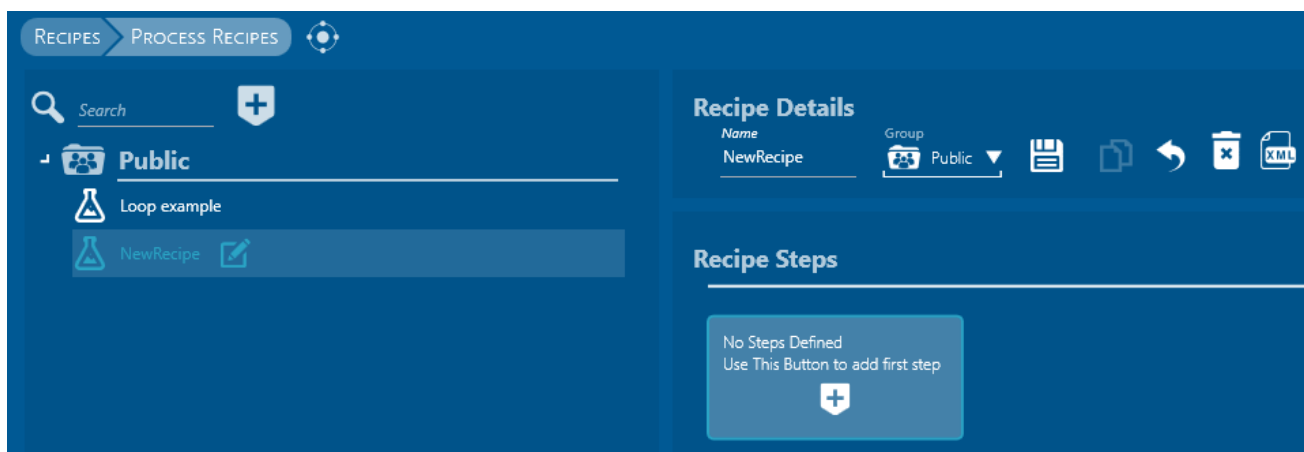 RECIPES PROCESS RECIPES
Search
Public
Loop example
NewRecipe
Recipe Details
Name
NewRecipe
Group
Public
XML
Recipe Steps
No Steps Defined
Use This Button to add first step